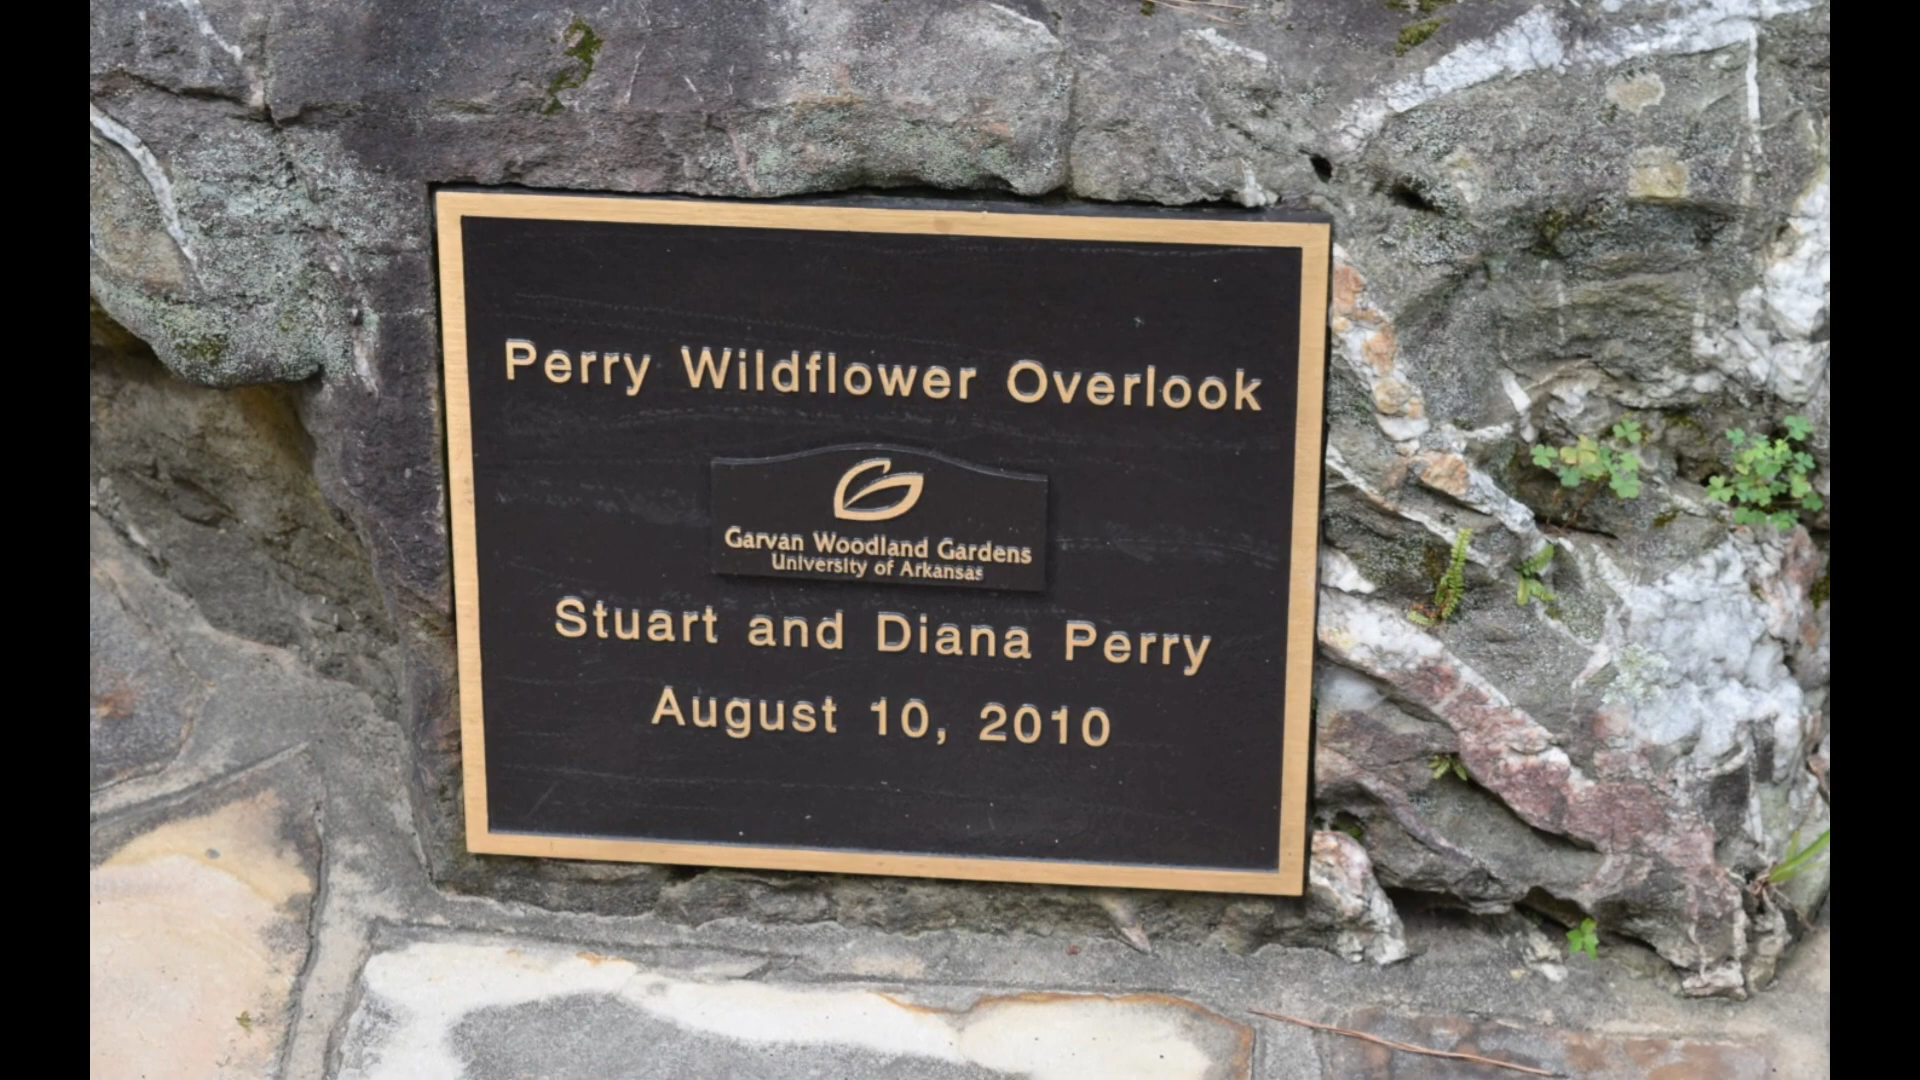 Perry Wildflower Overlook
Garvan Woodland Gardens
University of Arkansas
Stuart and Diana Perry
August 10, 2010